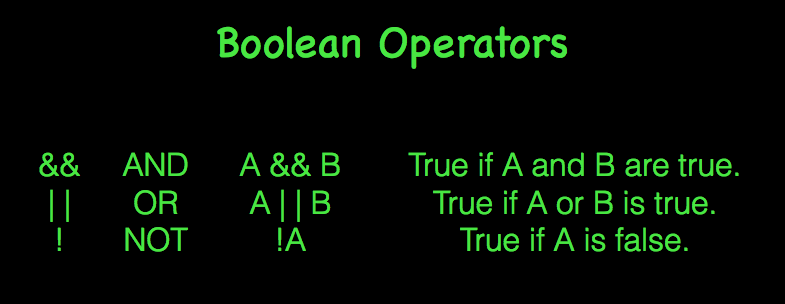 Boolean Operators
&& AND A && B True if A and B are true.
|| OR A || B True if A or B is true.
! NOT !A True if A is false.